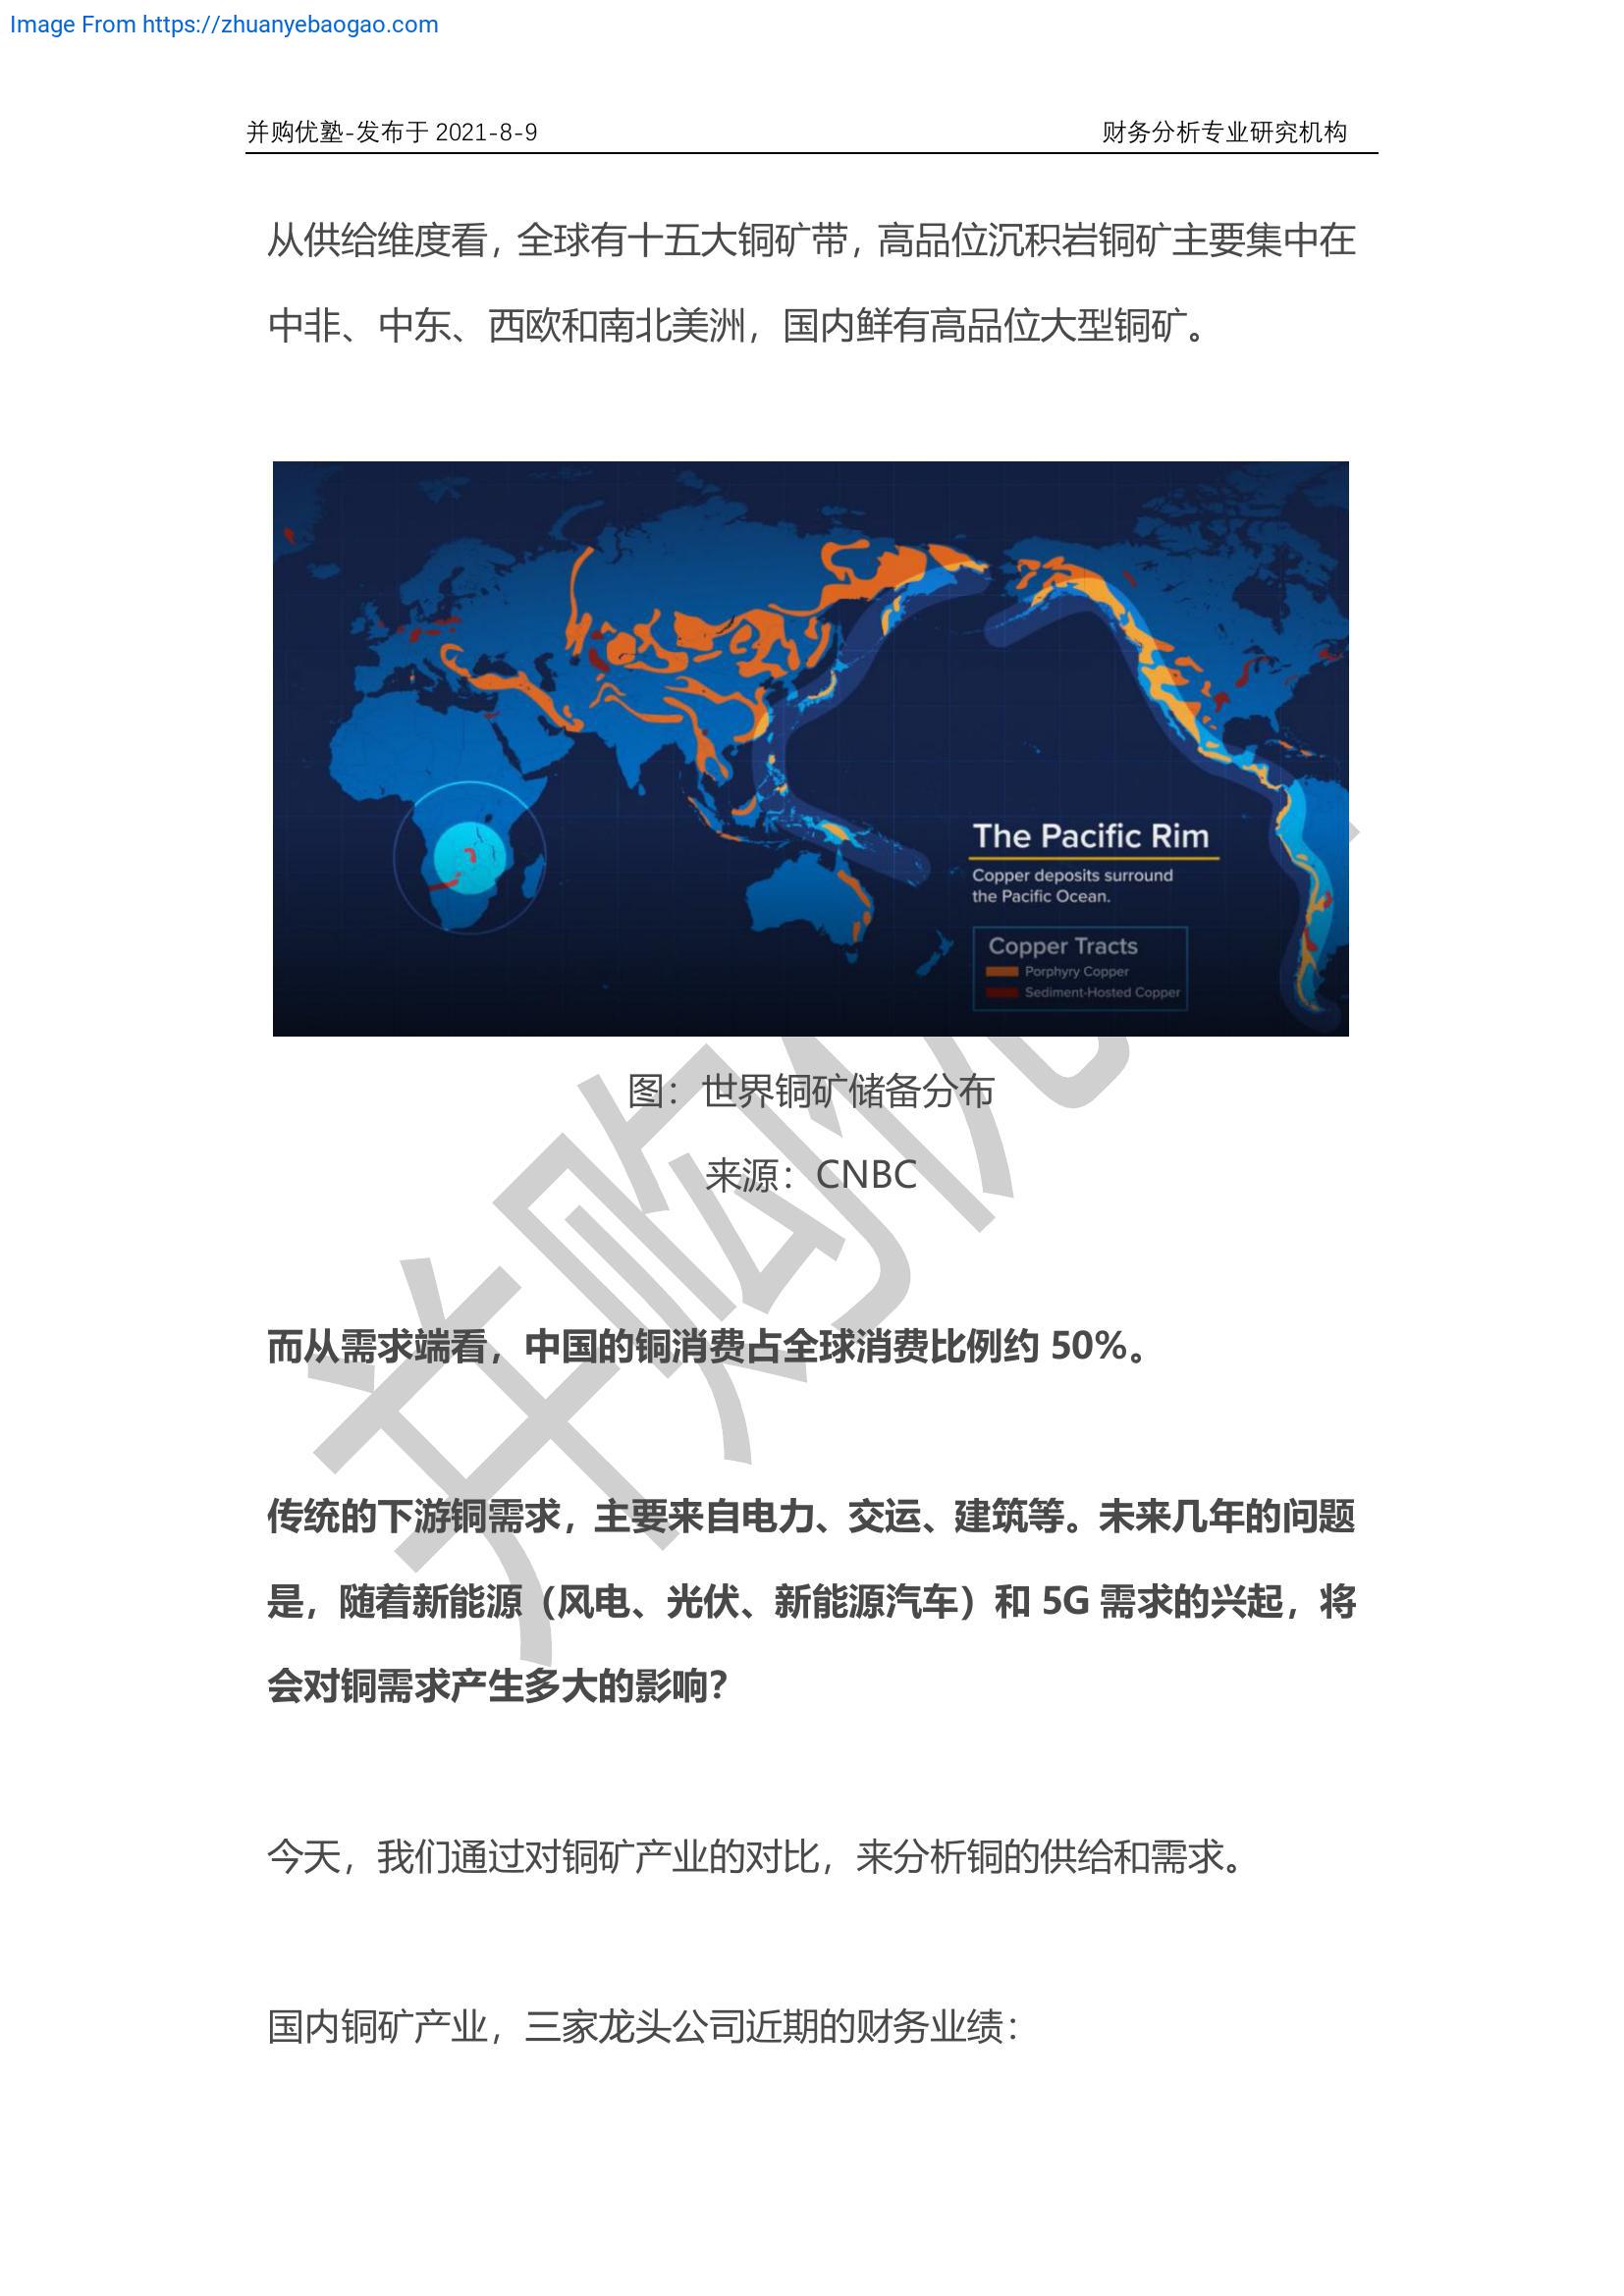 Image From https://zhuanyebaogao.com
并购优塾-发布于 2021-8-9 财务分析专业研究机构
从供给维度看，全球有十五大铜矿带，高品位沉积岩铜矿主要集中在
中非、中东、西欧和南北美洲，国内鲜有高品位大型铜矿。
The Pacific Rim
Copper deposits surround
the Pacific Ocean.
Copper Tracts
Porphyry Copper
Sediment-Hosted Copper
图：世界铜矿储备分布
来源：CNBC
而从需求端看，中国的铜消费占全球消费比例约 50%。
传统的下游铜需求，主要来自电力、交运、建筑等。未来几年的问题
是，随着新能源（风电、光伏、新能源汽车）和 5G 需求的兴起，将
会对铜需求产生多大的影响？
今天，我们通过对铜矿产业的对比，来分析铜的供给和需求。
国内铜矿产业，三家龙头公司近期的财务业绩：
并购